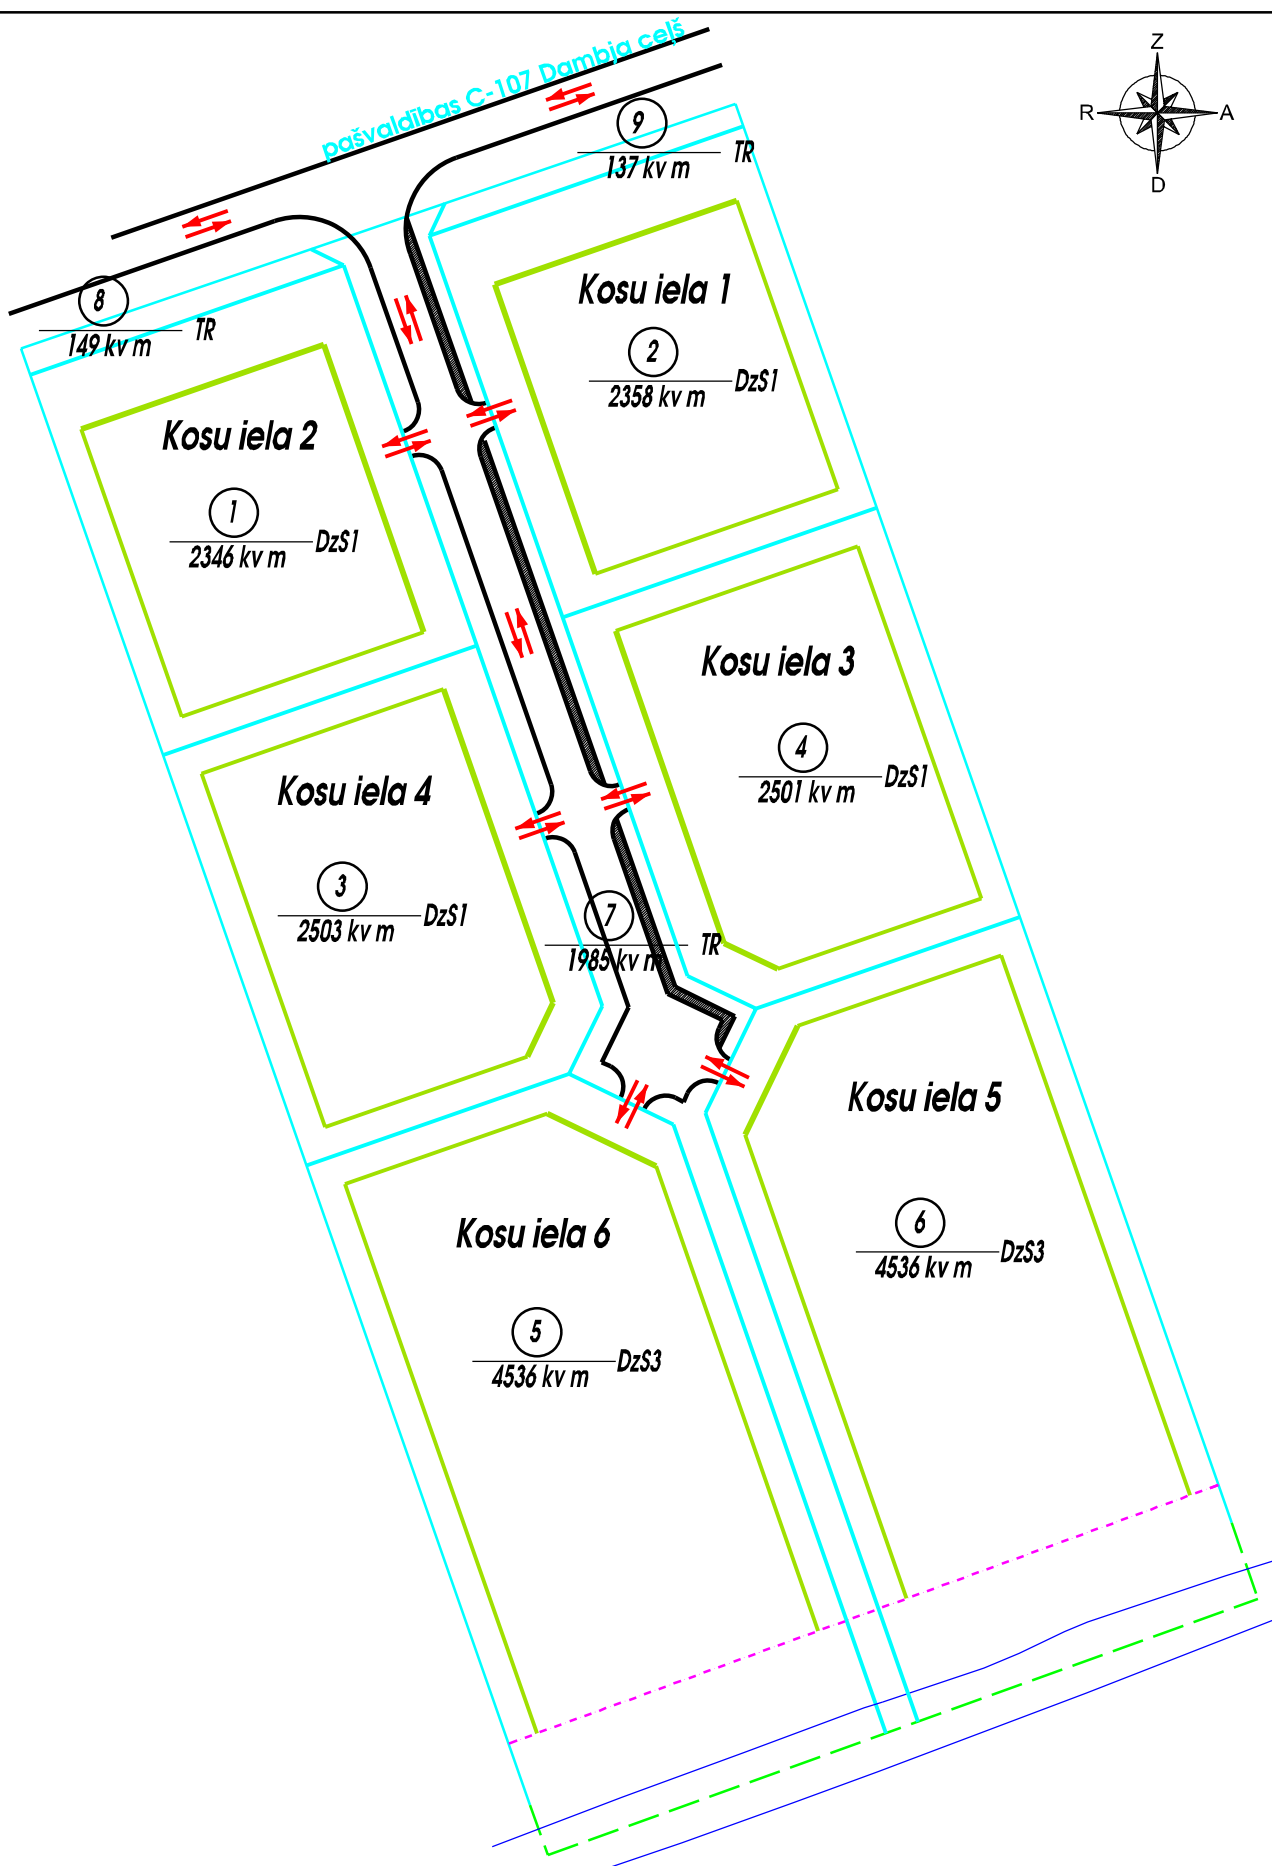 pašvaldības C-107 Dambja ceļš
Z
R
A
D
9
137 kv m
TR
8
149 kv m
TR
Kosu iela 1
2
2358 kv m
DzS1
Kosu iela 2
1
2346 kv m
DzS1
Kosu iela 3
4
2501 kv m
DzS1
Kosu iela 4
3
2503 kv m
DzS1
7
1985 kv m
TR
Kosu iela 5
6
4536 kv m
DzS3
Kosu iela 6
5
4536 kv m
DzS3